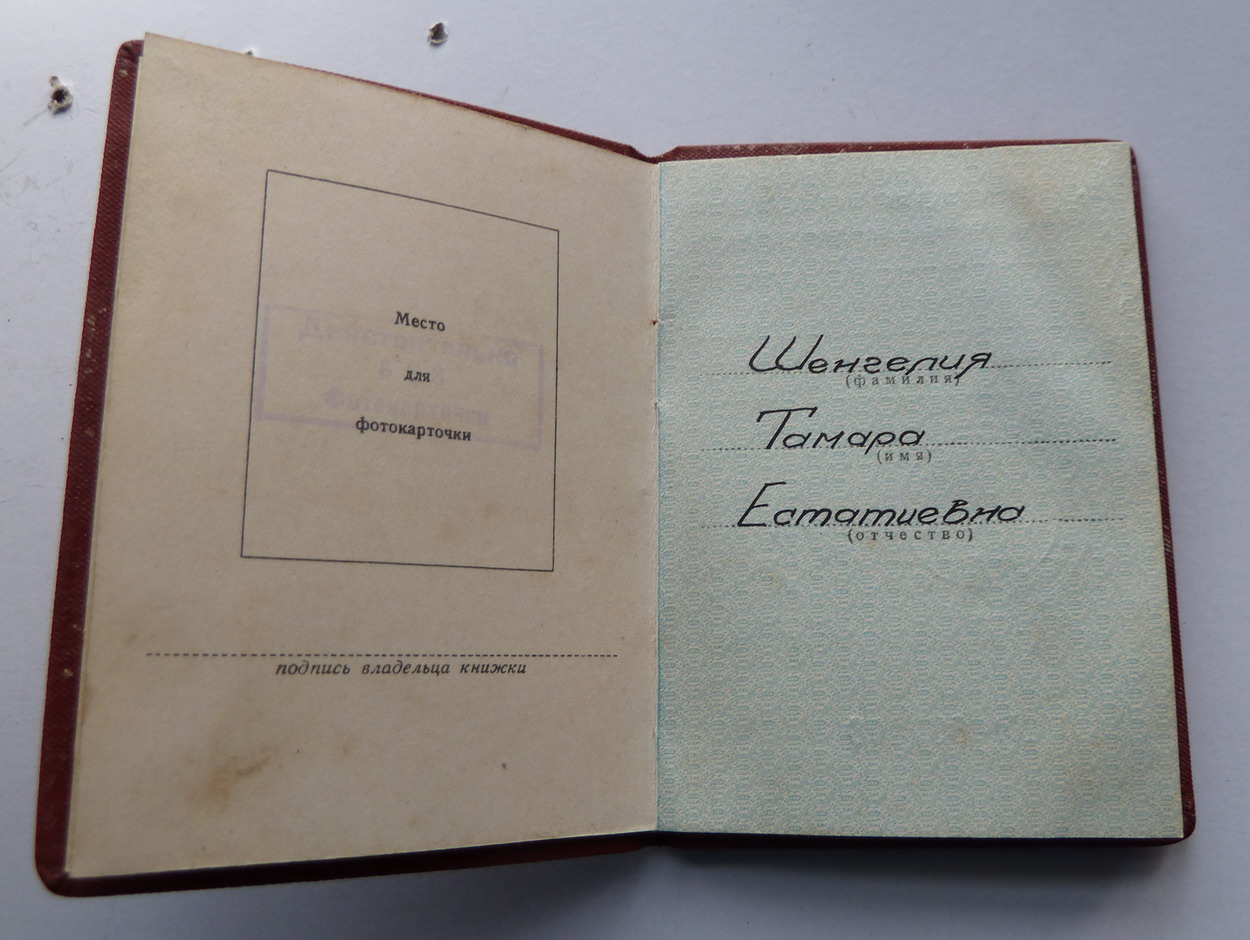 Место
для
фотокарточки
подпись владельца книжки
Шенгелия
(фамилия)
Тамара
(имя)
Естатиевна
(отчество)